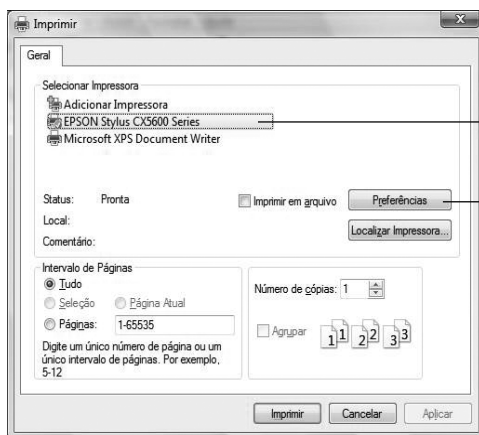 Imprimir
Geral
Selecionar Impressora
Adicionar Impressora
EPSON Stylus CX5600 Series
Microsoft XPS Document Writer
Status: Pronta
Imprimir em arquivo
Preferências
Local:
Localizar Impressora...
Comentário:
Intervalo de Páginas
Tudo
Seleção
Página Atual
Páginas: 1-65535
Digite um único número de página ou um
único intervalo de páginas. Por exemplo,
5-12
Número de cópias: 1
Agrupar
1 1 2 2 3 3
Imprimir
Cancelar
Aplicar